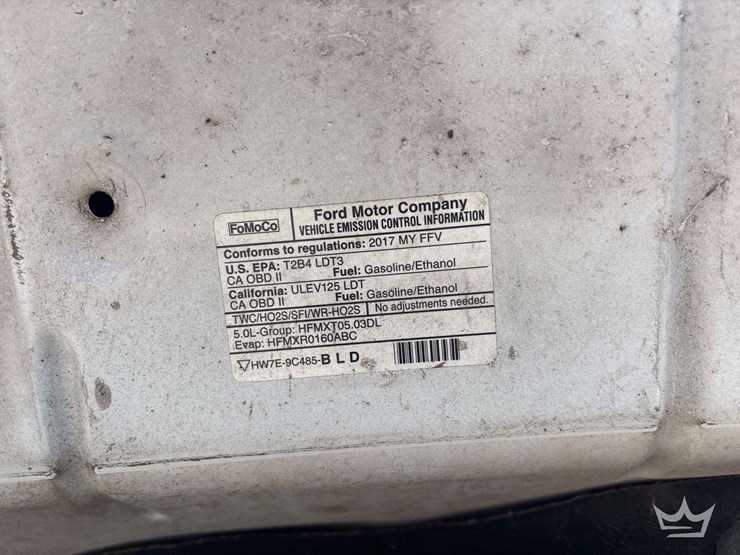 FoMoCo
Ford Motor Company
VEHICLE EMISSION CONTROL INFORMATION
Conforms to regulations: 2017 MY FFV
U.S. EPA: T2B4 LDT3
CA OBD II Fuel: Gasoline/Ethanol
California: ULEV125 LDT
CA OBD II Fuel: Gasoline/Ethanol
TWC/HO2S/SFI/WR-HO2S No adjustments needed.
5.0L-Group: HFMXT05.03DL
Evap: HFMXR0160ABC
HW7E-9C485-BLD